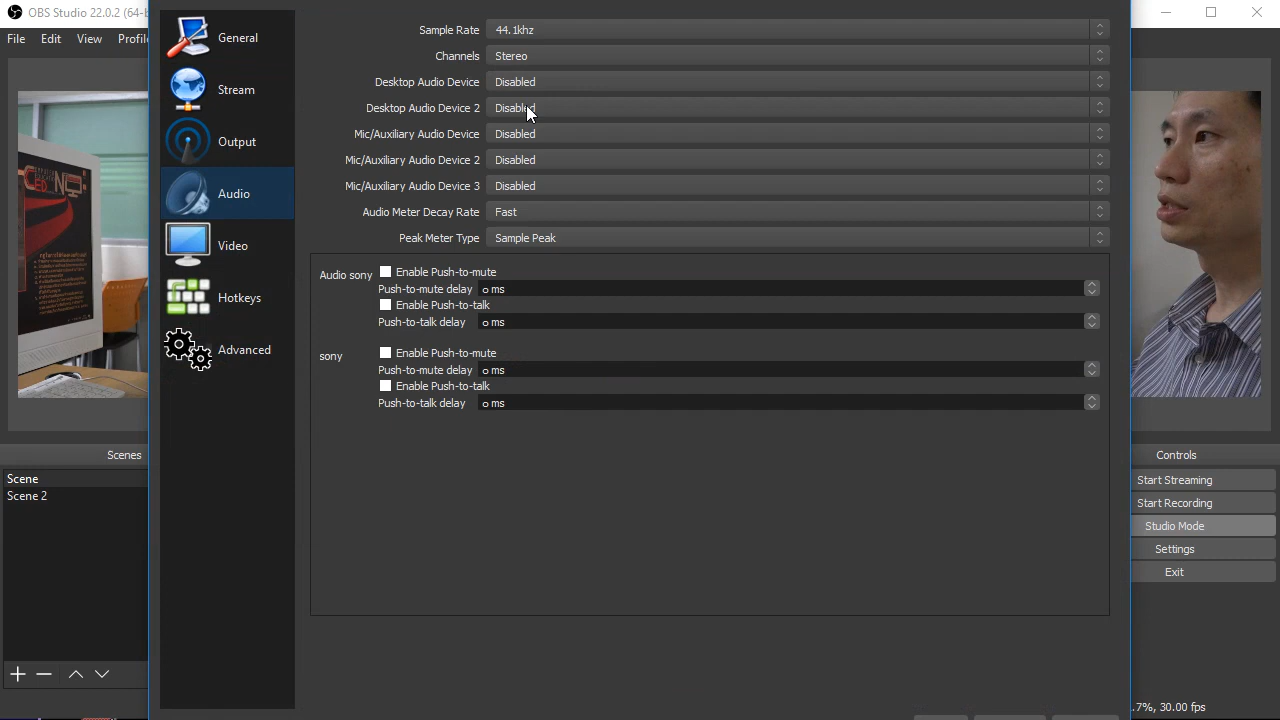 OBS Studio 22.0.2 (64-b
File Edit View Profile
General
Stream
Output
Audio
Video
Hotkeys
Advanced
Sample Rate 44.1khz
Channels Stereo
Desktop Audio Device Disabled
Desktop Audio Device 2 Disabled
Mic/Auxiliary Audio Device Disabled
Mic/Auxiliary Audio Device 2 Disabled
Mic/Auxiliary Audio Device 3 Disabled
Audio Meter Decay Rate Fast
Peak Meter Type Sample Peak
Audio sony Enable Push-to-mute
Push-to-mute delay 0 ms
Enable Push-to-talk
Push-to-talk delay 0 ms
sony Enable Push-to-mute
Push-to-mute delay 0 ms
Enable Push-to-talk
Push-to-talk delay 0 ms
Scenes
Scene
Scene 2
Controls
Start Streaming
Start Recording
Studio Mode
Settings
Exit
.7%, 30.00 fps